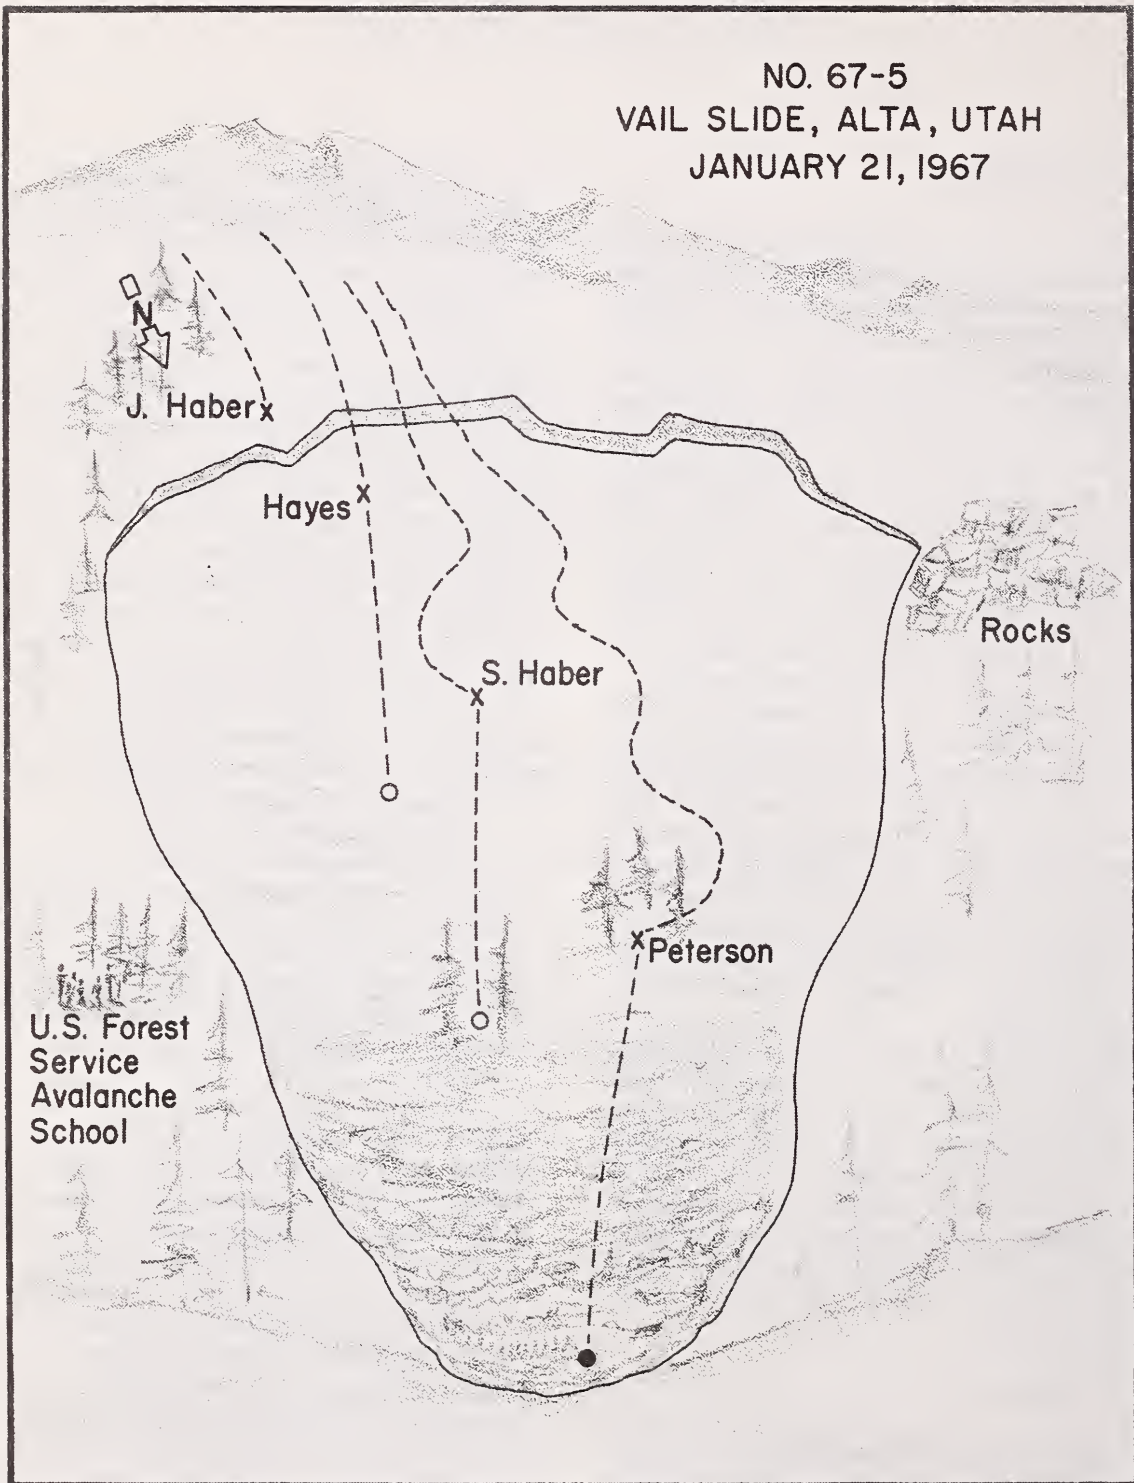 NO. 67-5
VAIL SLIDE, ALTA, UTAH
JANUARY 21, 1967
N
J. Haber
Hayes
S. Haber
Rocks
Peterson
U.S. Forest
Service
Avalanche
School